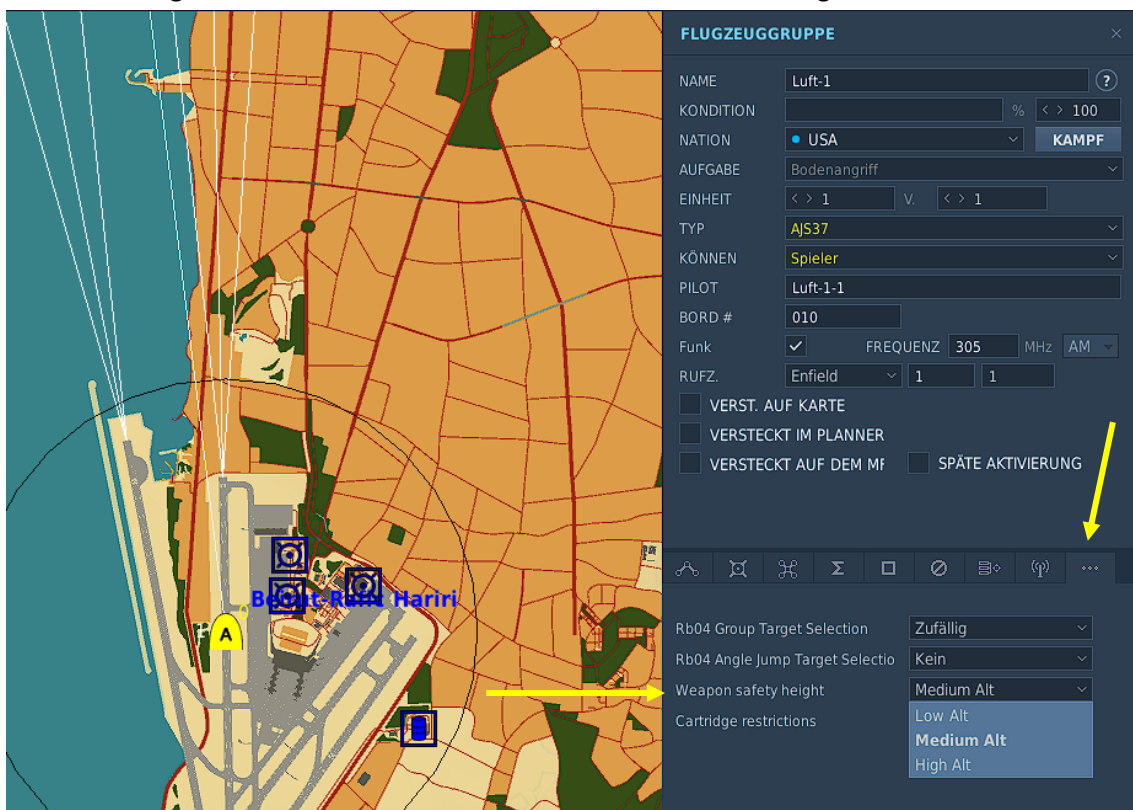 FLUGZEUGGRUPPE
NAME Luft-1 ?
KONDITION % < > 100
NATION USA KAMPF
AUFGABE Bodenangriff
EINHEIT < > 1 V. < > 1
TYP AJS37
KÖNNEN Spieler
PILOT Luft-1-1
BORD # 010
Funk FREQUENZ 305 MHz AM
RUFZ. Enfield 1 1
VERST. AUF KARTE
VERSTECKT IM PLANNER
VERSTECKT AUF DEM MF SPÄTE AKTIVIERUNG
Hariri
A
Rb04 Group Target Selection Zufällig
Rb04 Angle Jump Target Selectio Kein
Weapon safety height Medium Alt
Cartridge restrictions
Low Alt
Medium Alt
High Alt